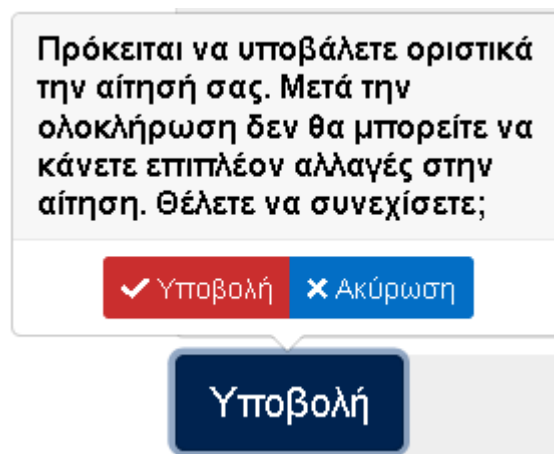 Πρόκειται να υποβάλετε οριστικά
την αίτησή σας. Μετά την
ολοκλήρωση δεν θα μπορείτε να
κάνετε επιπλέον αλλαγές στην
αίτηση. Θέλετε να συνεχίσετε;
Υποβολή Ακύρωση
Υποβολή